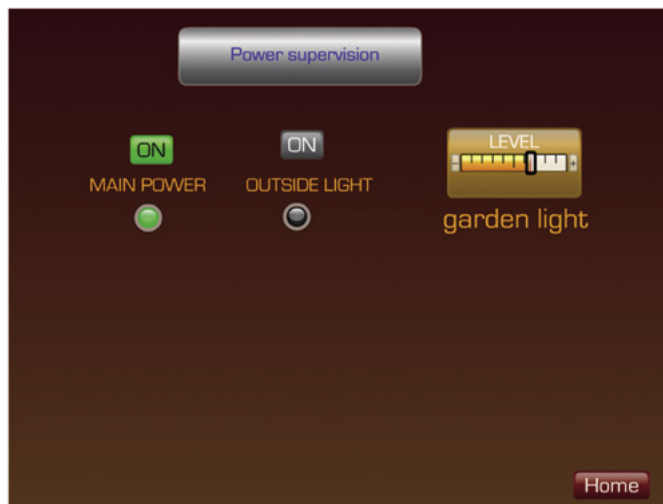 Power supervision
ON
MAIN POWER
ON
OUTSIDE LIGHT
LEVEL
garden light
Home